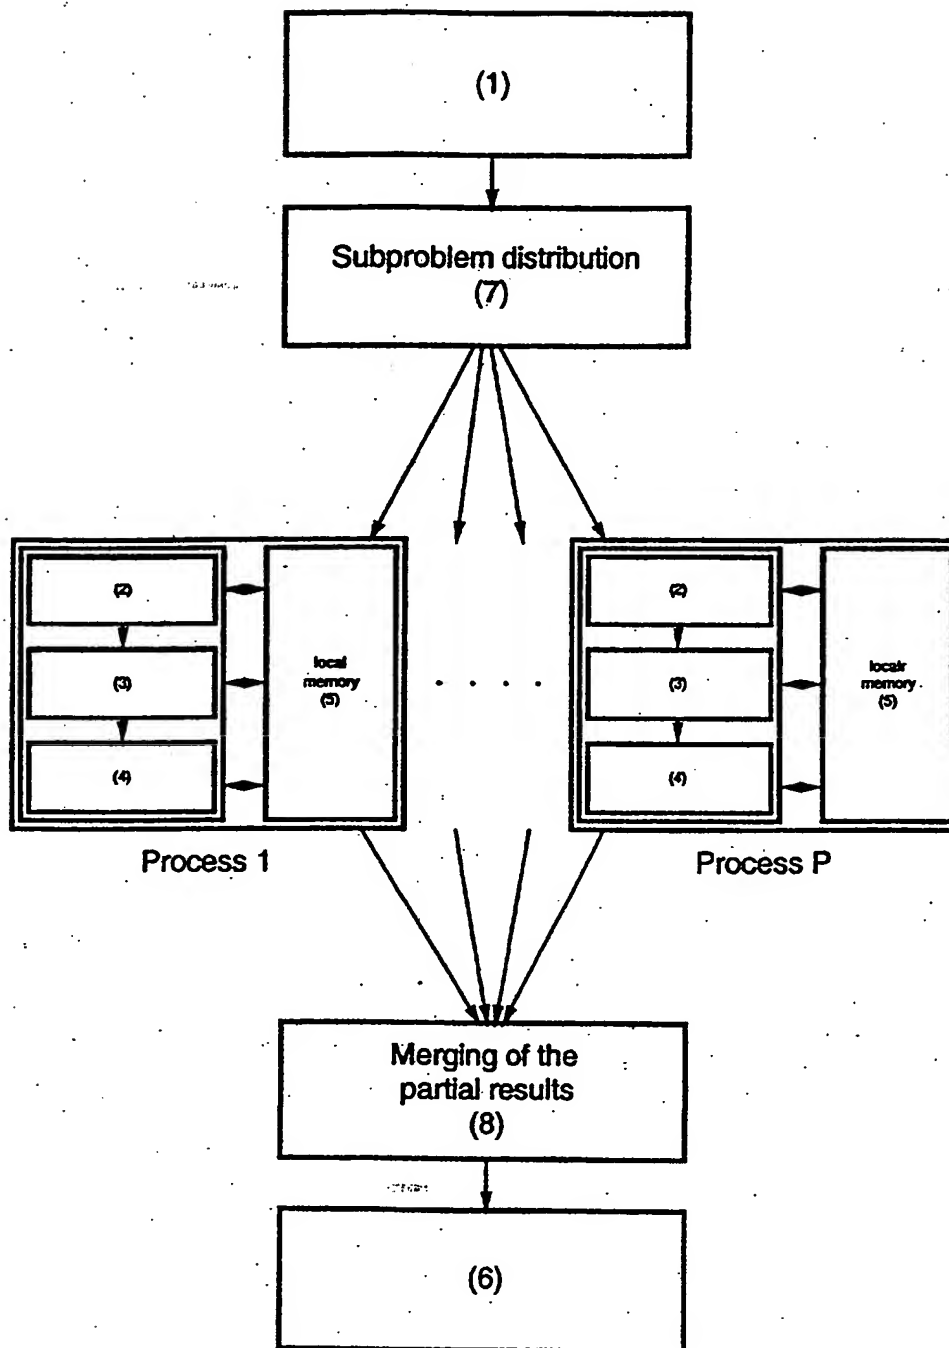 (1)
Subproblem distribution
(7)
(2)
(3)
(4)
local
memory
(5)
(2)
(3)
(4)
localr
memory
(5)
Process 1
Process P
Merging of the
partial results
(8)
(6)